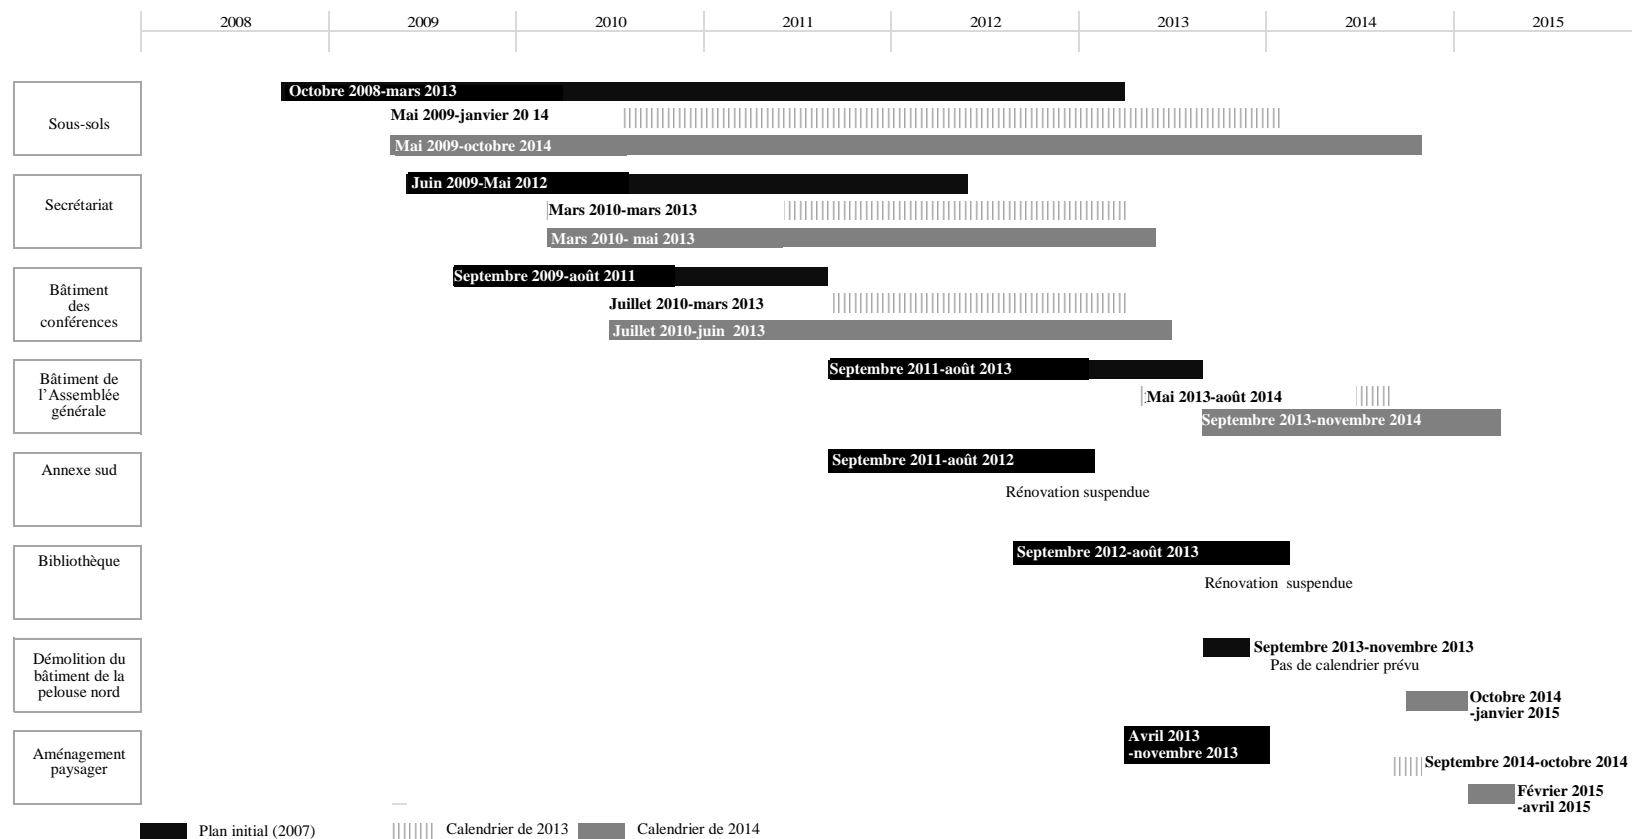 2008 2009 2010 2011 2012 2013 2014 2015
Sous-sols
Octobre 2008-mars 2013
Mai 2009-janvier 20 14
Mai 2009-octobre 2014
Secrétariat
Juin 2009-Mai 2012
Mars 2010-mars 2013
Mars 2010- mai 2013
Bâtiment
des
conférences
Septembre 2009-août 2011
Juillet 2010-mars 2013
Juillet 2010-juin 2013
Bâtiment de
l’Assemblée
générale
Septembre 2011-août 2013
Mai 2013-août 2014
Septembre 2013-novembre 2014
Annexe sud
Septembre 2011-août 2012
Rénovation suspendue
Bibliothèque
Septembre 2012-août 2013
Rénovation suspendue
Démolition du
bâtiment de la
pelouse nord
Septembre 2013-novembre 2013
Pas de calendrier prévu
Octobre 2014
-janvier 2015
Aménagement
paysager
Avril 2013
-novembre 2013
Septembre 2014-octobre 2014
Février 2015
-avril 2015
Plan initial (2007) Calendrier de 2013 Calendrier de 2014